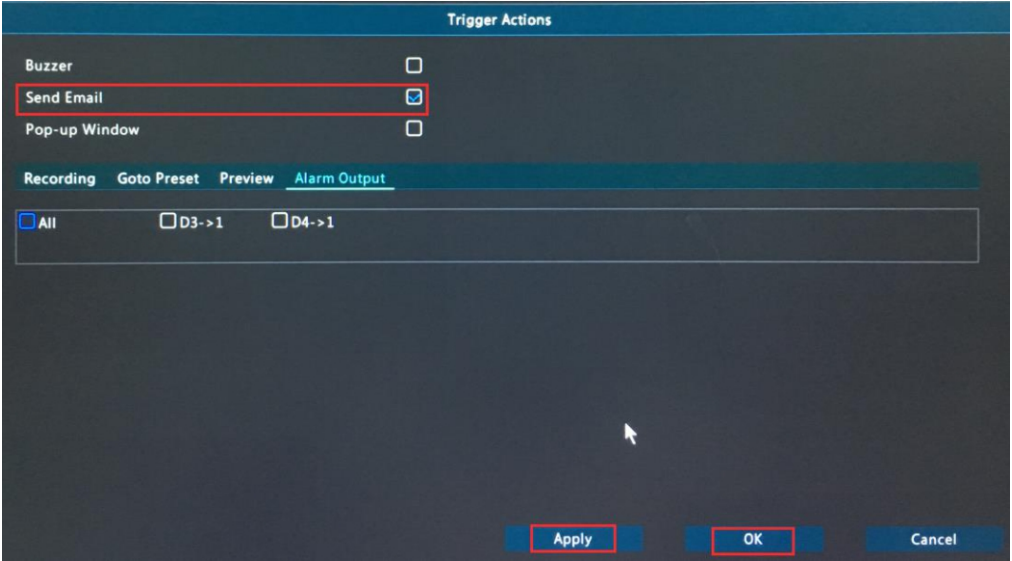 Trigger Actions
Buzzer
Send Email
Pop-up Window
Recording Goto Preset Preview Alarm Output
All D3->1 D4->1
Apply OK Cancel